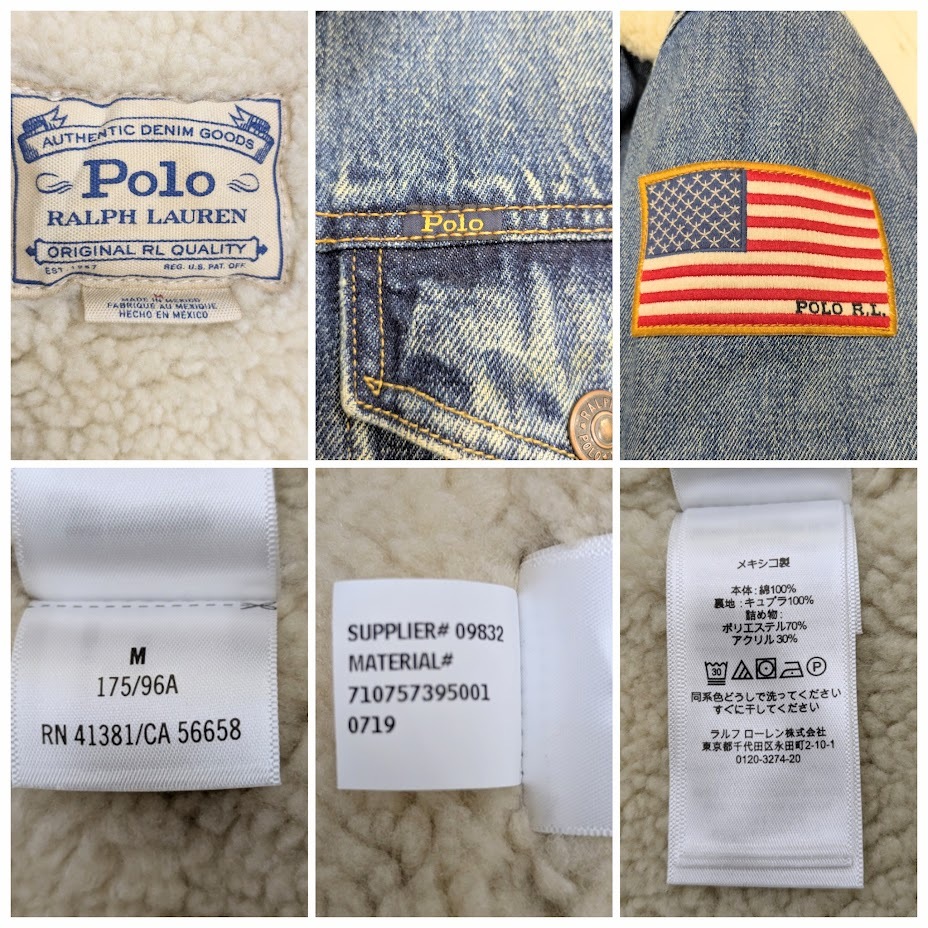 AUTHENTIC DENIM GOODS
Polo
RALPH LAUREN
ORIGINAL RL QUALITY
EST. 1967 REG. U.S. PAT. OFF
MADE IN MEXICO
FABRIQUÉ AU MEXIQUE
HECHO EN MÉXICO
Polo
RALPH
POLO
POLO R.L.
M
175/96A
RN 41381/CA 56658
SUPPLIER# 09832
MATERIAL#
710757395001
0719
メキシコ製
本体:綿100%
裏地:キュプラ100%
詰め物:
ポリエステル70%
アクリル30%
30
P
同系色どうしで洗ってください
すぐに干してください
ラルフ ローレン株式会社
東京都千代田区永田町2-10-1
0120-3274-20